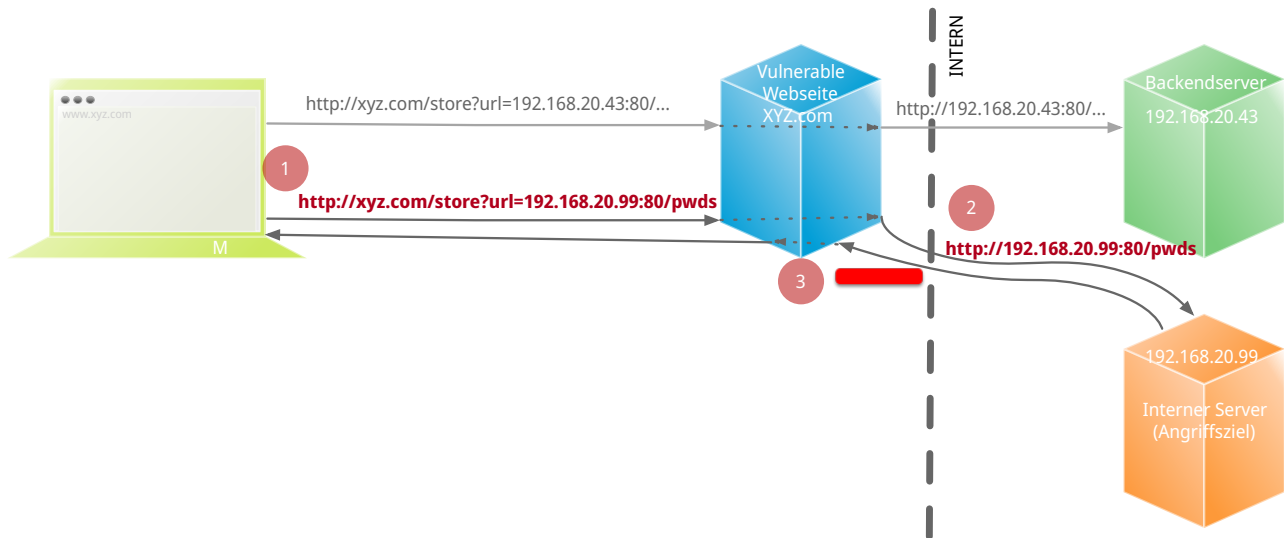 INTERN
Vulnerable
Webseite
XYZ.com
Backendserver
192.168.20.43
http://xyz.com/store?url=192.168.20.43:80/...
http://192.168.20.43:80/...
www.xyz.com
1
http://xyz.com/store?url=192.168.20.99:80/pwds
2
http://192.168.20.99:80/pwds
M
3
192.168.20.99
Interner Server
(Angriffsziel)